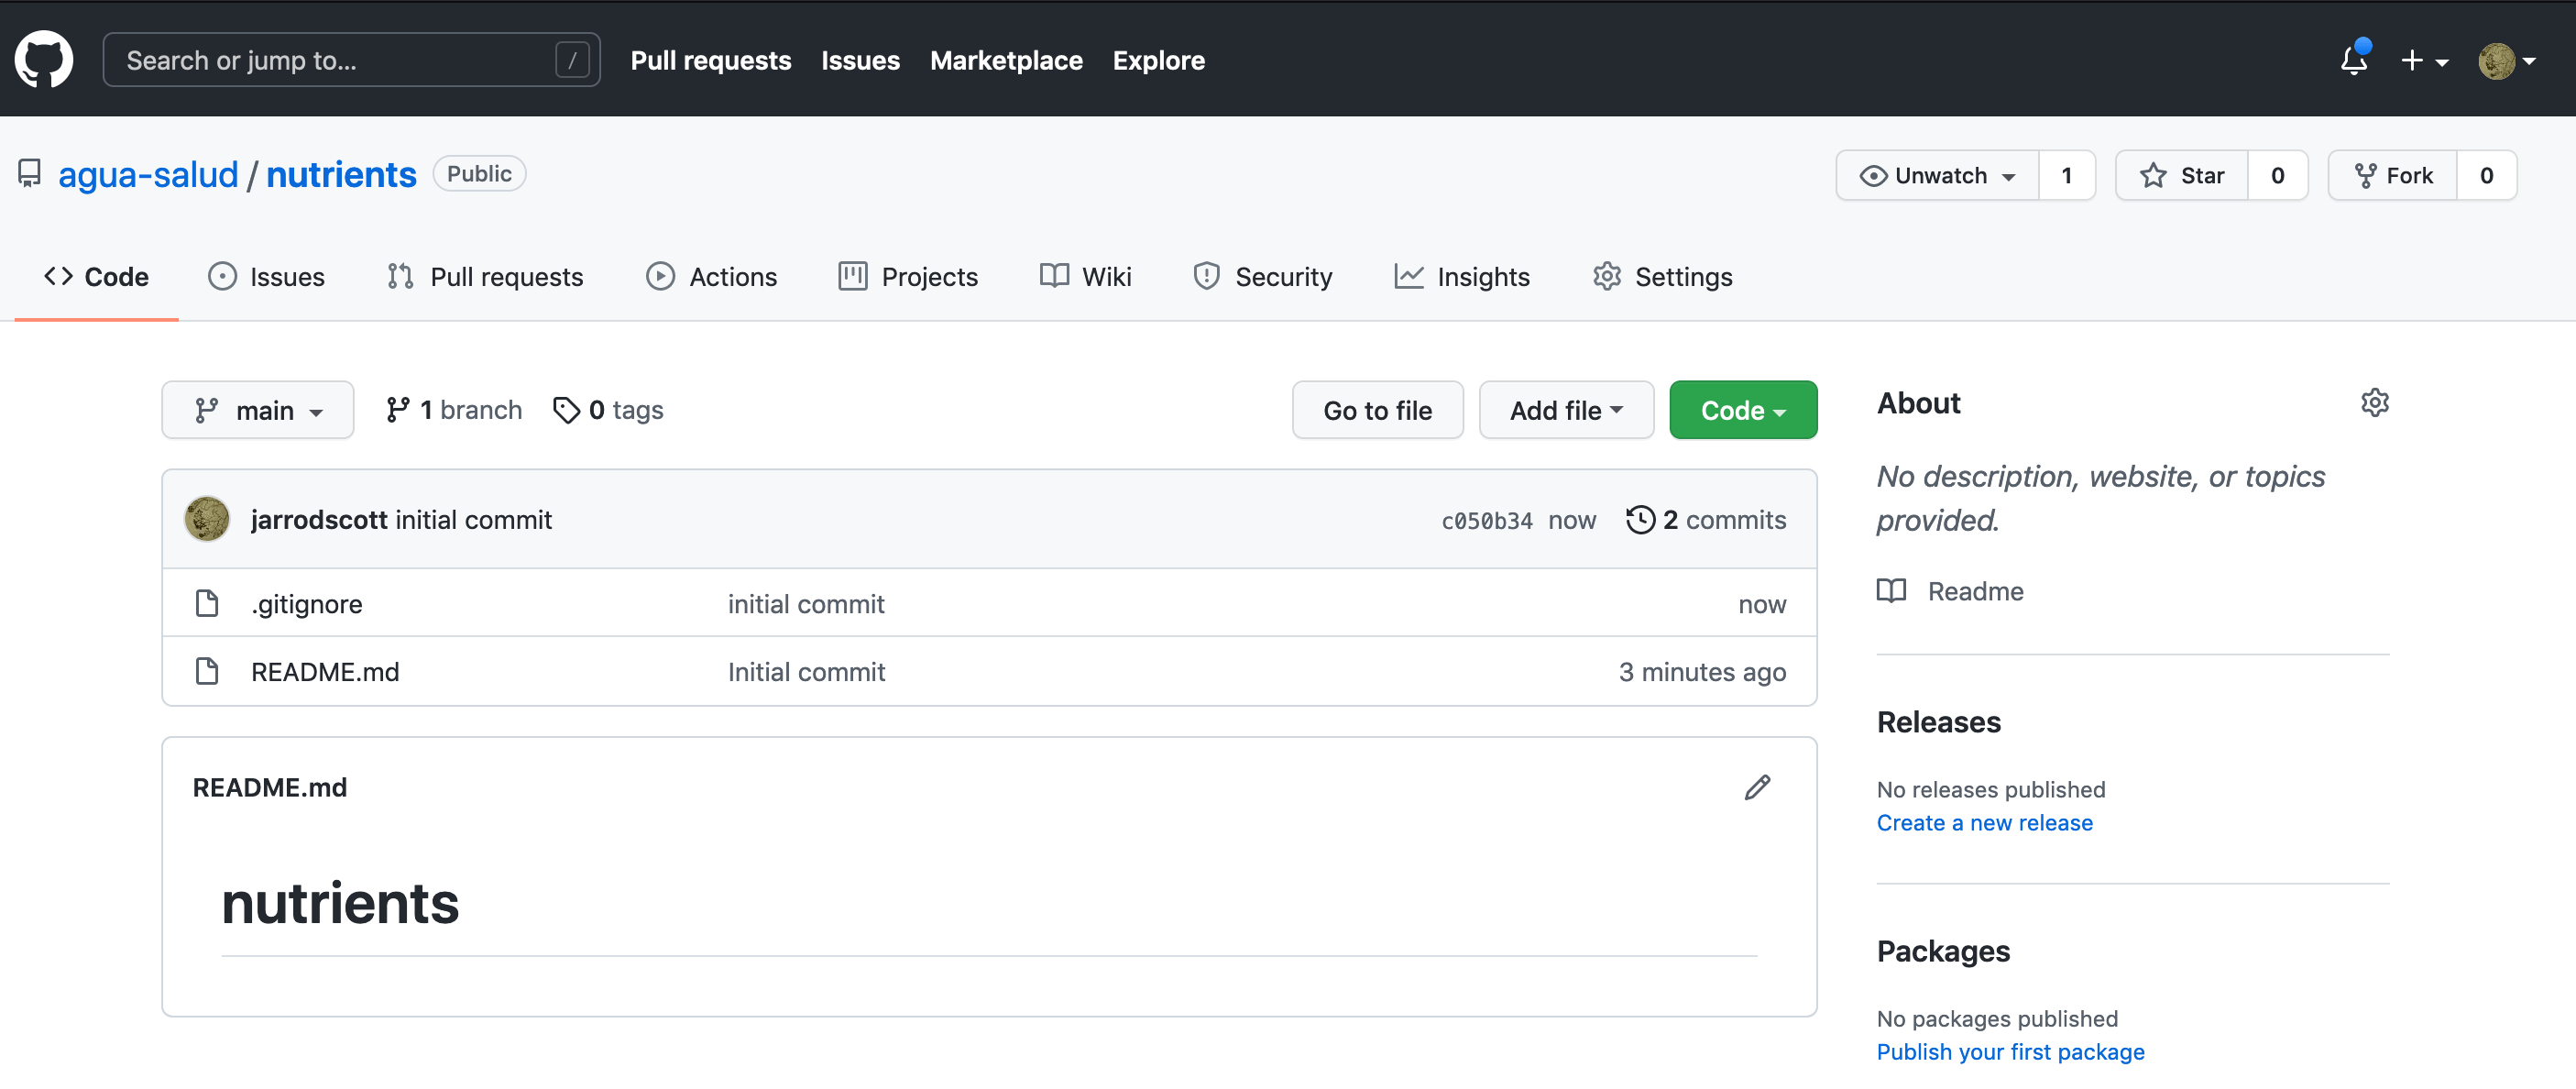 Search or jump to... /
Pull requests Issues Marketplace Explore
agua-salud / nutrients Public
Unwatch 1 Star 0 Fork 0
Code Issues Pull requests Actions Projects Wiki Security Insights Settings
main 1 branch 0 tags
Go to file Add file Code
jarrodscott initial commit c050b34 now 2 commits
.gitignore initial commit now
README.md Initial commit 3 minutes ago
README.md
nutrients
About
No description, website, or topics
provided.
Readme
Releases
No releases published
Create a new release
Packages
No packages published
Publish your first package